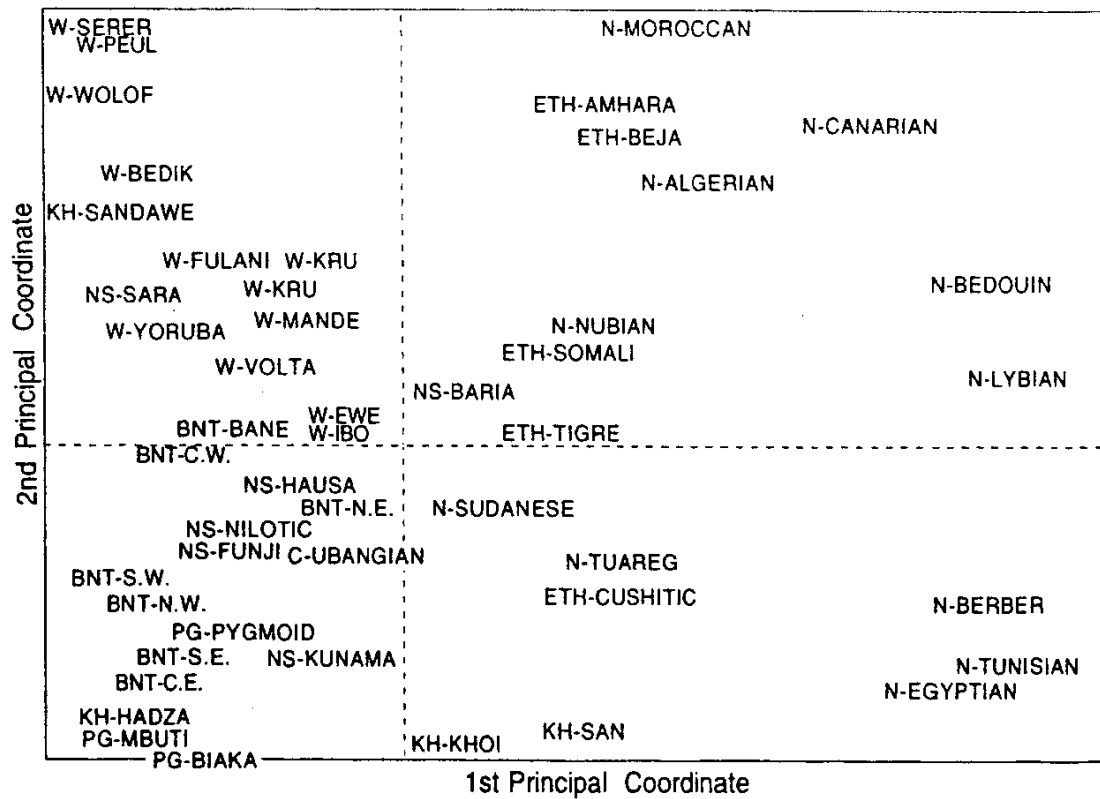 W-SERER N-MOROCCAN
W-PEUL
W-WOLOF ETH-AMHARA
N-CANARIAN
ETH-BEJA
W-BEDIK N-ALGERIAN
KH-SANDAWE
W-FULANI W-KRU
NS-SARA W-KRU N-BEDOUIN
W-YORUBA W-MANDE N-NUBIAN
ETH-SOMALI
W-VOLTA N-LYBIAN
NS-BARIA
W-EWE
BNT-BANE W-IBO ETH-TIGRE
BNT-C.W.
NS-HAUSA
BNT-N.E. N-SUDANESE
NS-NILOTIC
NS-FUNJI C-UBANGIAN N-TUAREG
BNT-S.W.
BNT-N.W. ETH-CUSHITIC N-BERBER
PG-PYGMOID
BNT-S.E. NS-KUNAMA N-TUNISIAN
BNT-C.E. N-EGYPTIAN
KH-HADZA
PG-MBUTI KH-KHOI KH-SAN
PG-BIAKA
2nd Principal Coordinate
1st Principal Coordinate